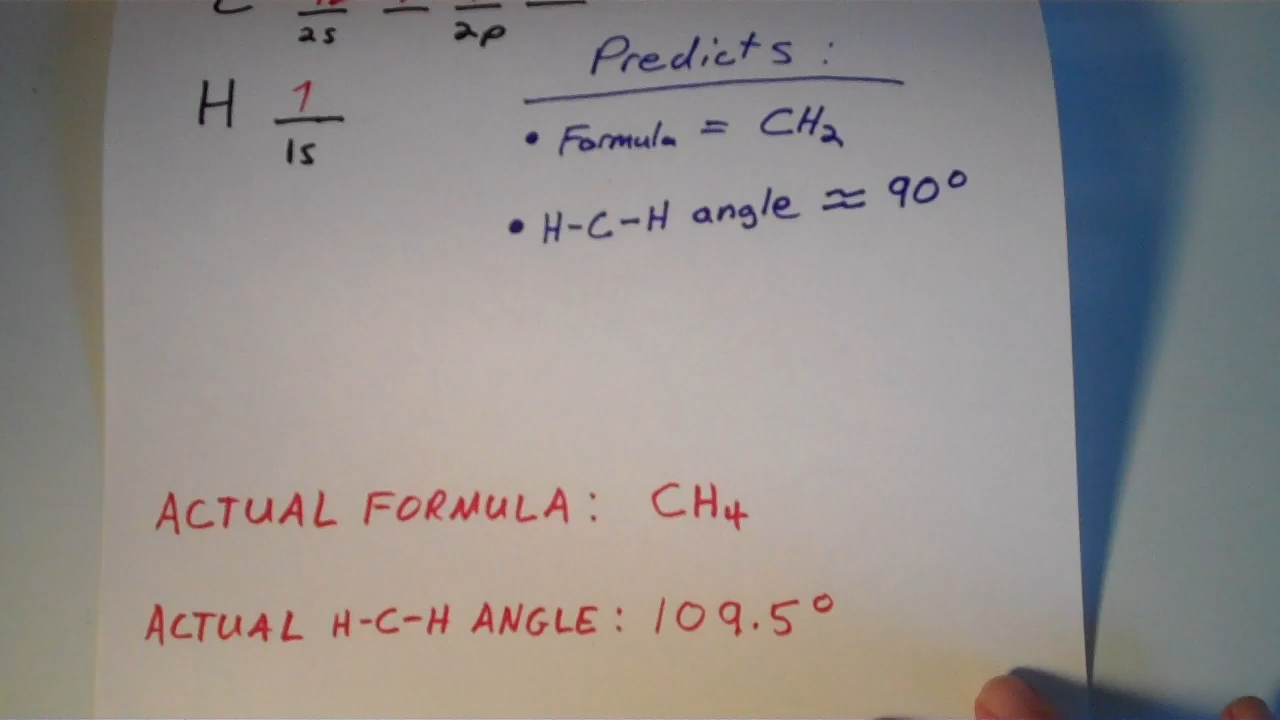 2s 2p
Predicts :
H 1
1s
• Formula = CH₂
• H-C-H angle ≈ 90°
ACTUAL FORMULA: CH₄
ACTUAL H-C-H ANGLE: 109.5°